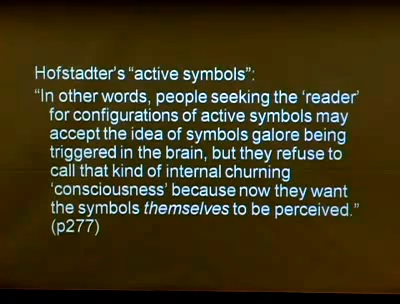 Hofstadter's "active symbols":
"In other words, people seeking the 'reader'
for configurations of active symbols may
accept the idea of symbols galore being
triggered in the brain, but they refuse to
call that kind of internal churning
'consciousness' because now they want
the symbols themselves to be perceived."
(p277)